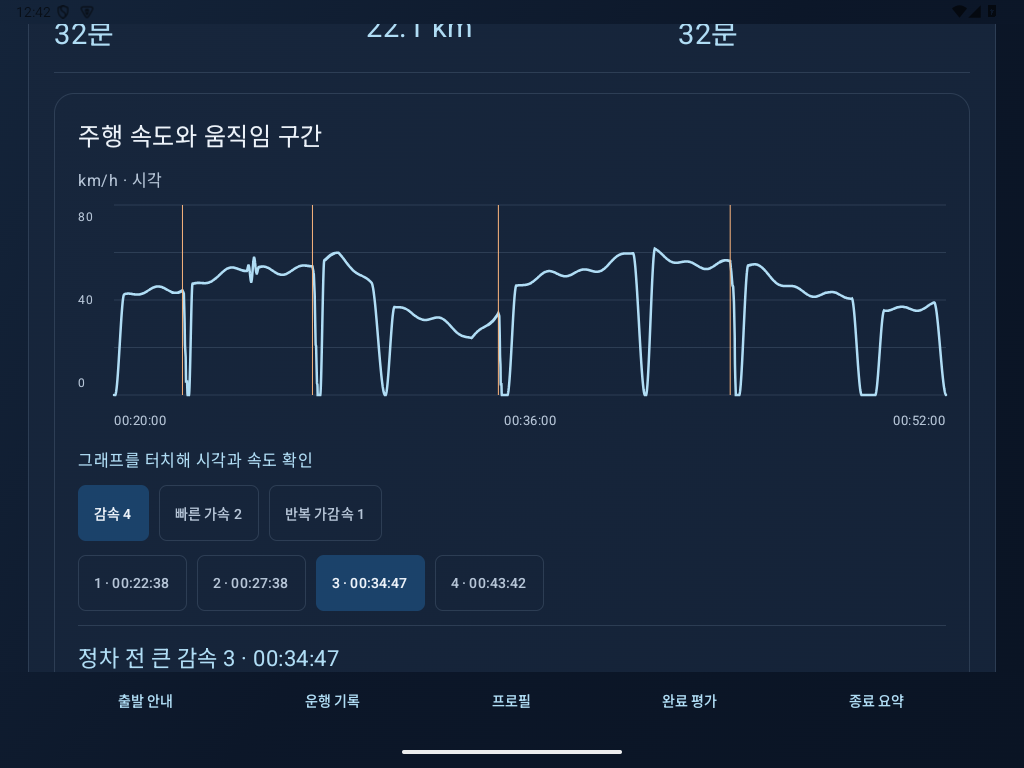 12:42
32분 22.1 km 32분
주행 속도와 움직임 구간
km/h · 시각
80
40
0
00:20:00 00:36:00 00:52:00
그래프를 터치해 시각과 속도 확인
감속 4 빠른 가속 2 반복 가감속 1
1 · 00:22:38 2 · 00:27:38 3 · 00:34:47 4 · 00:43:42
정차 전 큰 감속 3 · 00:34:47
출발 안내 운행 기록 프로필 완료 평가 종료 요약